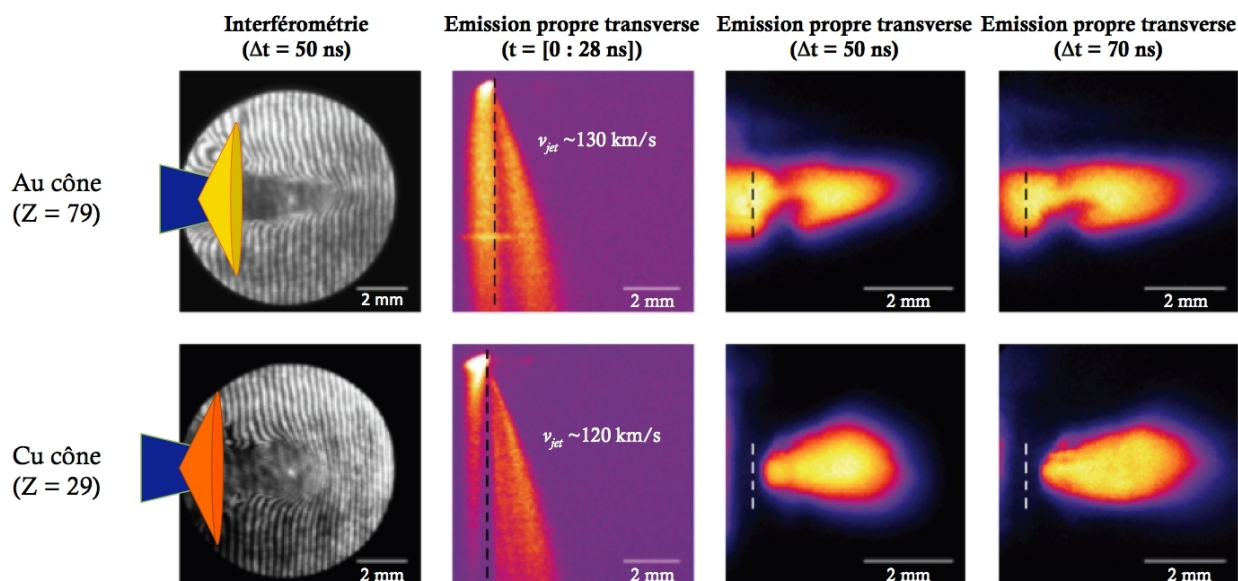 Interférométrie
(Δt = 50 ns)
Emission propre transverse
(t = [0 : 28 ns])
Emission propre transverse
(Δt = 50 ns)
Emission propre transverse
(Δt = 70 ns)
Au cône
(Z = 79)
2 mm
v_jet ~130 km/s
2 mm
2 mm
2 mm
Cu cône
(Z = 29)
2 mm
v_jet ~120 km/s
2 mm
2 mm
2 mm